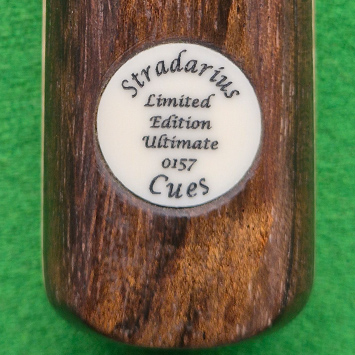 Stradarius
Limited
Edition
Ultimate
0157
Cues